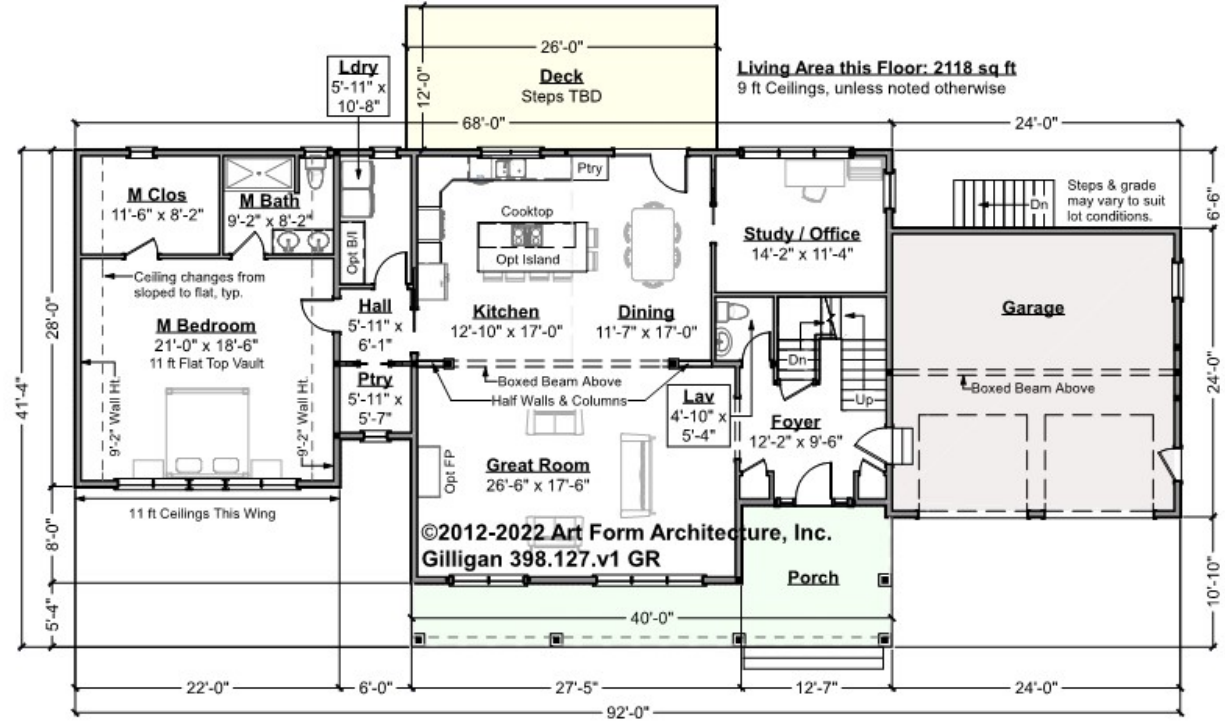 26'-0"
Deck
Steps TBD
12'-0"
Living Area this Floor: 2118 sq ft
9 ft Ceilings, unless noted otherwise
Ldry
5'-11" x
10'-8"
68'-0"
24'-0"
M Clos
11'-6" x 8'-2"
M Bath
9'-2" x 8'-2"
Opt B/I
Ptry
Cooktop
Opt Island
Kitchen
12'-10" x 17'-0"
Dining
11'-7" x 17'-0"
Study / Office
14'-2" x 11'-4"
Dn
Steps & grade
may vary to suit
lot conditions.
6'-6"
Ceiling changes from
sloped to flat, typ.
M Bedroom
21'-0" x 18'-6"
11 ft Flat Top Vault
9'-2" Wall Ht.
9'-2" Wall Ht.
28'-0"
41'-4"
Hall
5'-11" x
6'-1"
Ptry
5'-11" x
5'-7"
Boxed Beam Above
Half Walls & Columns
Lav
4'-10" x
5'-4"
Dn
Up
Foyer
12'-2" x 9'-6"
Garage
Boxed Beam Above
24'-0"
Opt FP
Great Room
26'-6" x 17'-6"
11 ft Ceilings This Wing
©2012-2022 Art Form Architecture, Inc.
Gilligan 398.127.v1 GR
Porch
8'-0"
5'-4"
10'-10"
40'-0"
22'-0"
6'-0"
27'-5"
12'-7"
24'-0"
92'-0"